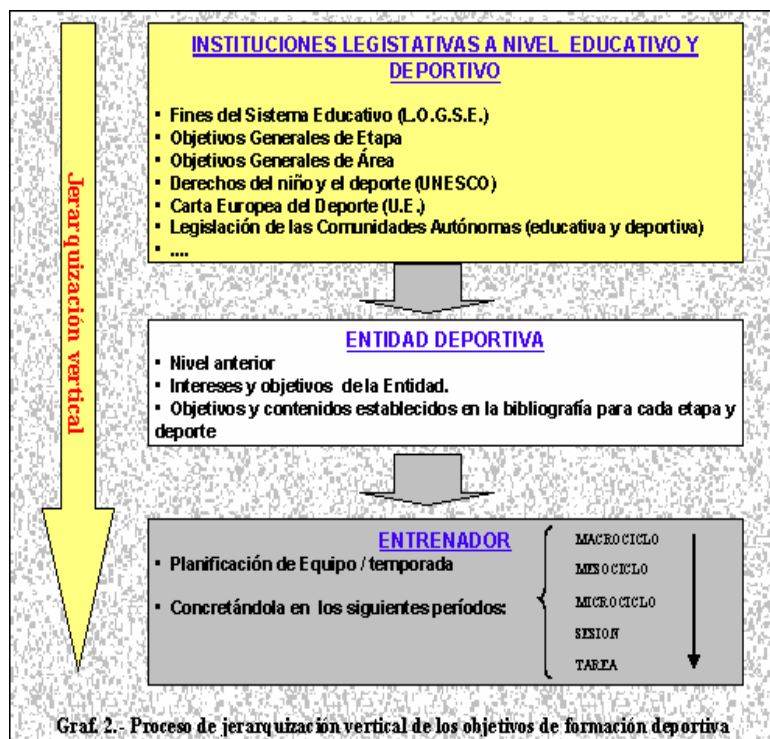 INSTITUCIONES LEGISTATIVAS A NIVEL EDUCATIVO Y
DEPORTIVO
▪ Fines del Sistema Educativo (L.O.G.S.E.)
▪ Objetivos Generales de Etapa
▪ Objetivos Generales de Área
▪ Derechos del niño y el deporte (UNESCO)
▪ Carta Europea del Deporte (U.E.)
▪ Legislación de las Comunidades Autónomas (educativa y deportiva)
▪ ....
Jerarquización vertical
ENTIDAD DEPORTIVA
▪ Nivel anterior
▪ Intereses y objetivos de la Entidad.
▪ Objetivos y contenidos establecidos en la bibliografía para cada etapa y
deporte
ENTRENADOR
▪ Planificación de Equipo / temporada
▪ Concretándola en los siguientes períodos:
MACROCICLO
MESOCICLO
MICROCICLO
SESION
TAREA
Graf. 2.- Proceso de jerarquización vertical de los objetivos de formación deportiva